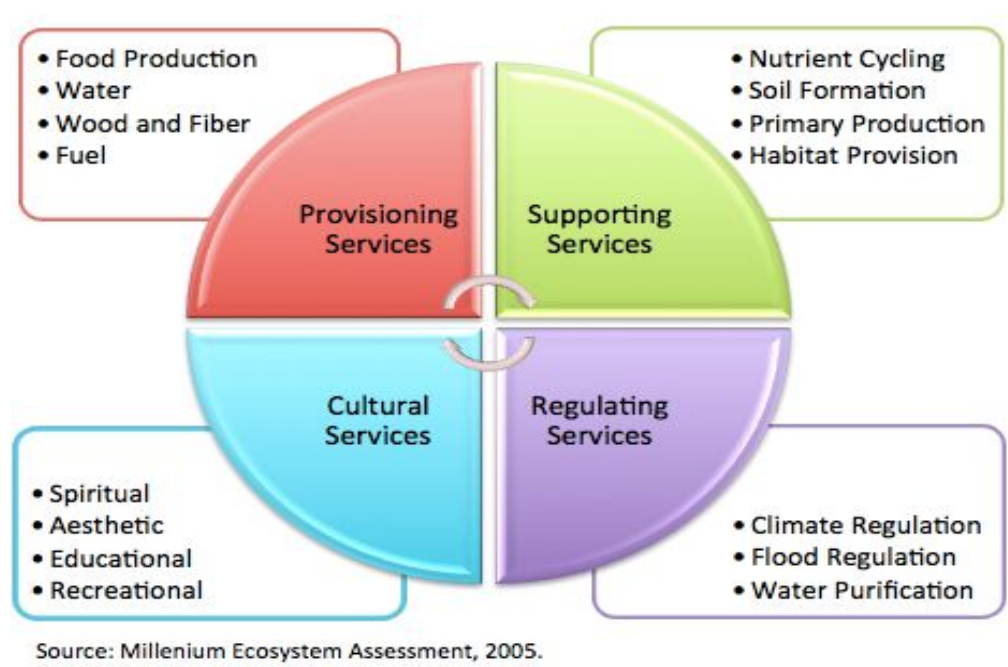 • Food Production
• Water
• Wood and Fiber
• Fuel
• Nutrient Cycling
• Soil Formation
• Primary Production
• Habitat Provision
Provisioning
Services
Supporting
Services
Cultural
Services
Regulating
Services
• Spiritual
• Aesthetic
• Educational
• Recreational
• Climate Regulation
• Flood Regulation
• Water Purification
Source: Millenium Ecosystem Assessment, 2005.